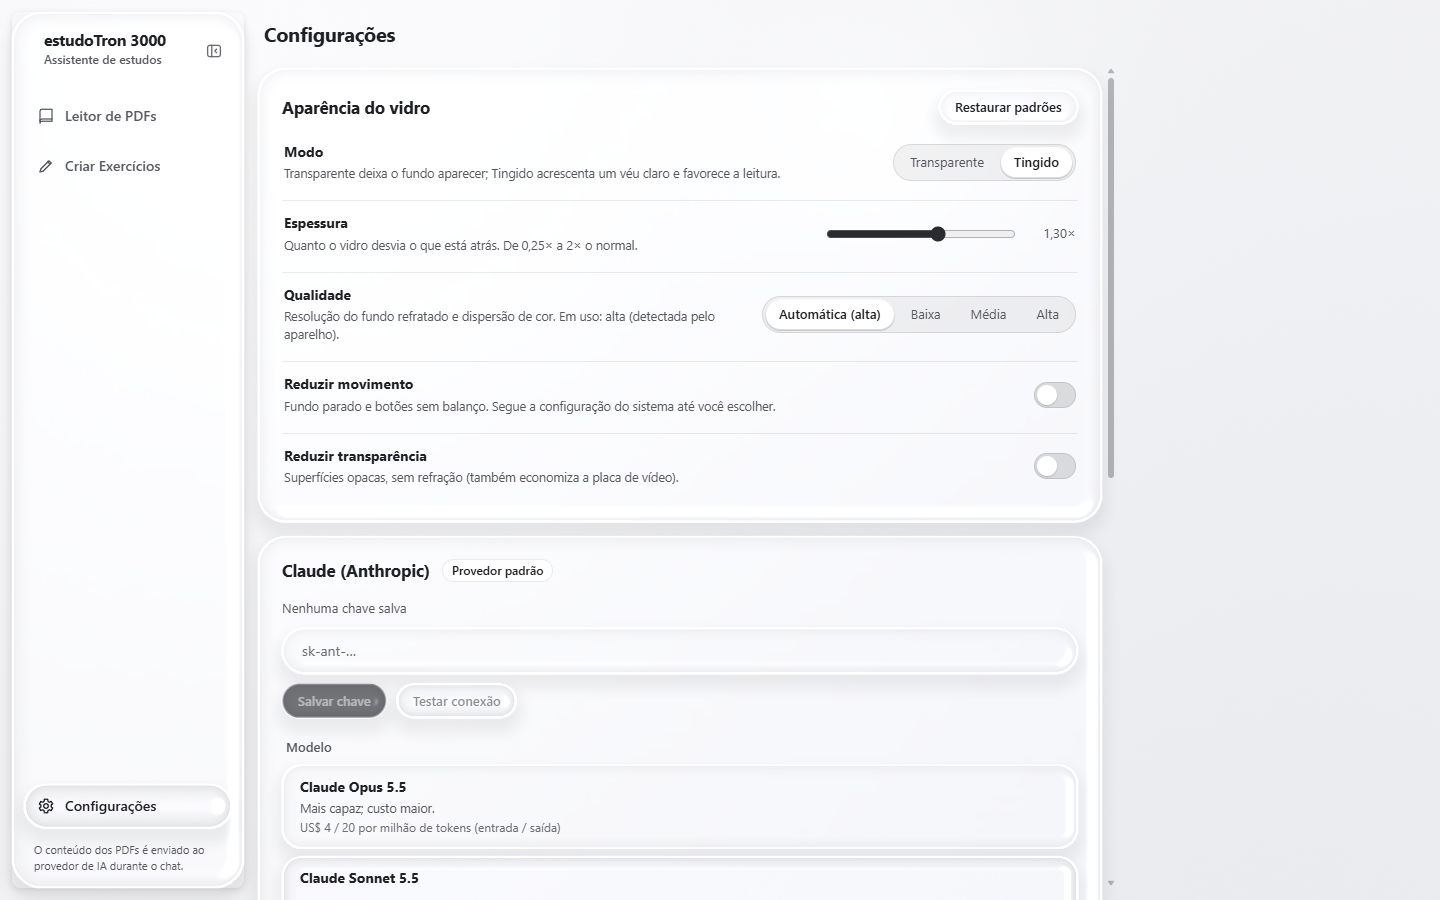 estudoTron 3000
Assistente de estudos
Leitor de PDFs
Criar Exercícios
Configurações
O conteúdo dos PDFs é enviado ao
provedor de IA durante o chat.
Configurações
Aparência do vidro
Restaurar padrões
Modo
Transparente deixa o fundo aparecer; Tingido acrescenta um véu claro e favorece a leitura.
Transparente
Tingido
Espessura
Quanto o vidro desvia o que está atrás. De 0,25× a 2× o normal.
1,30×
Qualidade
Resolução do fundo refratado e dispersão de cor. Em uso: alta (detectada pelo
aparelho).
Automática (alta)
Baixa
Média
Alta
Reduzir movimento
Fundo parado e botões sem balanço. Segue a configuração do sistema até você escolher.
Reduzir transparência
Superfícies opacas, sem refração (também economiza a placa de vídeo).
Claude (Anthropic)
Provedor padrão
Nenhuma chave salva
sk-ant-...
Salvar chave
Testar conexão
Modelo
Claude Opus 5.5
Mais capaz; custo maior.
US$ 4 / 20 por milhão de tokens (entrada / saída)
Claude Sonnet 5.5